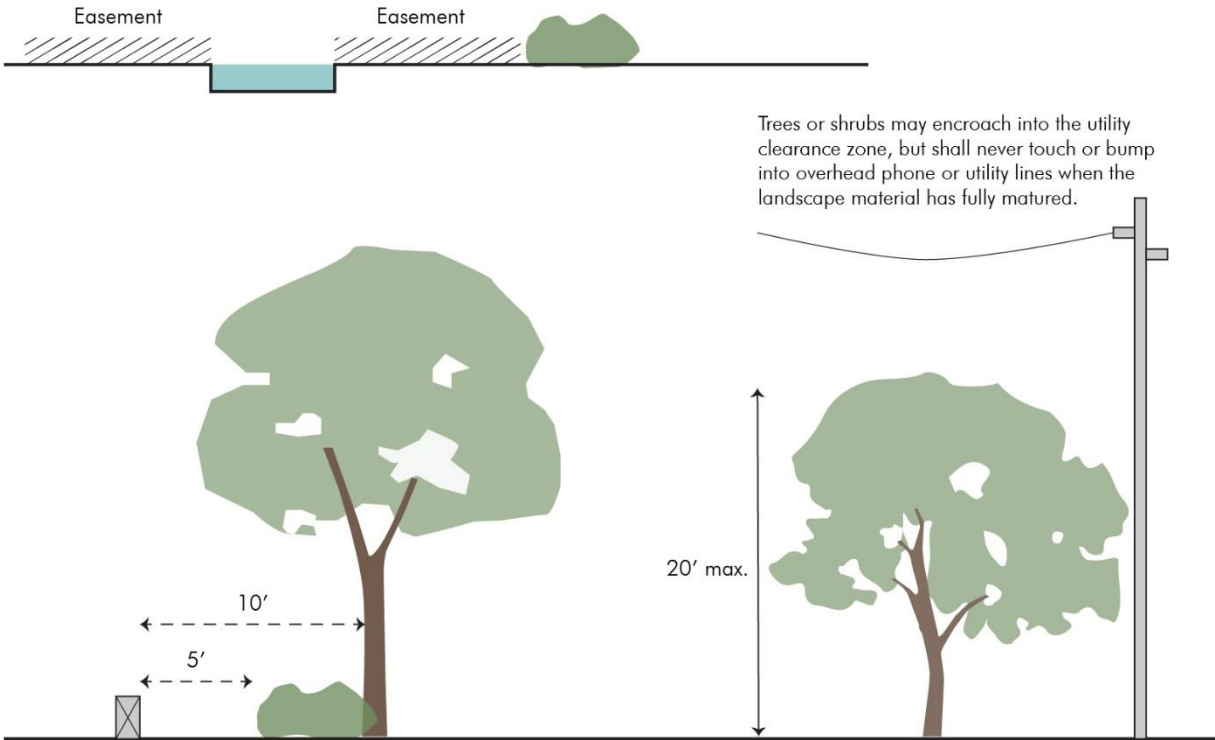 Easement Easement
Trees or shrubs may encroach into the utility
clearance zone, but shall never touch or bump
into overhead phone or utility lines when the
landscape material has fully matured.
20’ max.
10’
5’